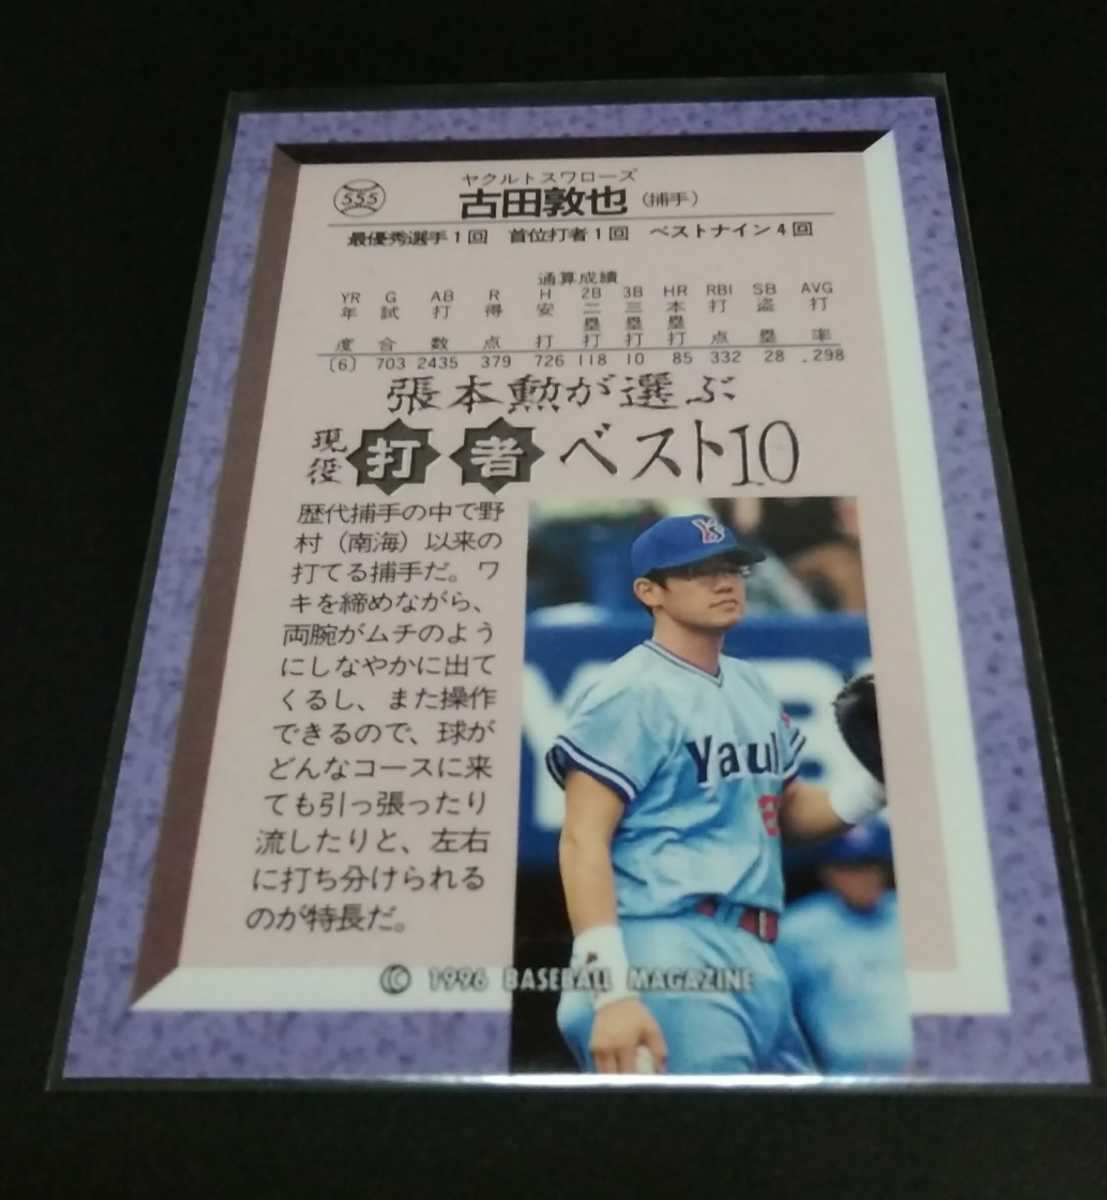 555
ヤクルトスワローズ
古田敦也(捕手)
最優秀選手1回 首位打者1回 ベストナイン4回
通算成績
YR G AB R H 2B 3B HR RBI SB AVG
年度 試合 打数 得点 安打 二塁打 三塁打 本塁打 打点 盗塁 打率
〔6〕 703 2435 379 726 118 10 85 332 28 .298
張本勲が選ぶ
現役打者ベスト10
歴代捕手の中で野
村(南海)以来の
打てる捕手だ。ワ
キを締めながら、
両腕がムチのよう
にしなやかに出て
くるし、また操作
できるので、球が
どんなコースに来
ても引っ張ったり
流したりと、左右
に打ち分けられる
のが特長だ。
YS
Yaul
© 1996 BASEBALL MAGAZINE